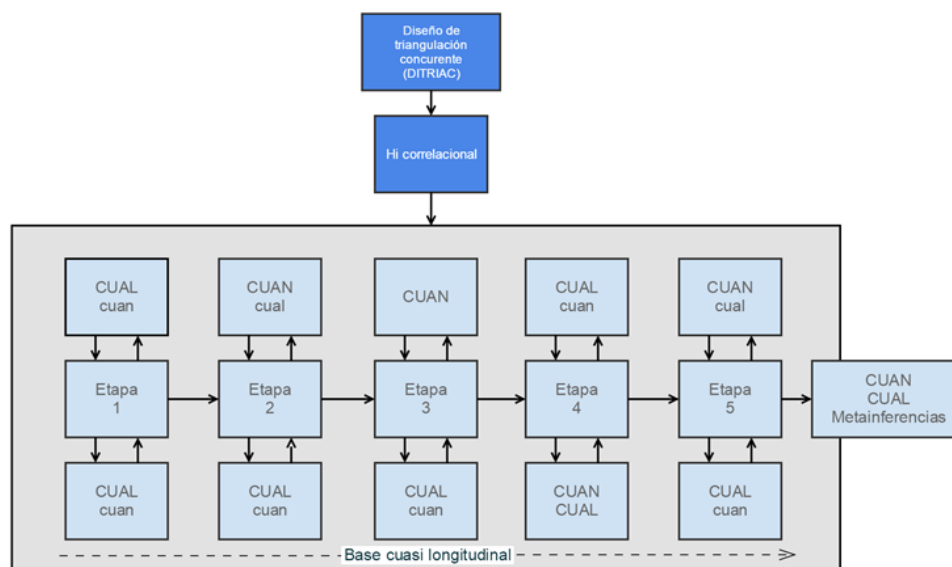 Diseño de
triangulación
concurente
(DITRIAC)
Hi correlacional
CUAL
cuan
CUAN
cual
CUAN
CUAL
cuan
CUAN
cual
Etapa
1
Etapa
2
Etapa
3
Etapa
4
Etapa
5
CUAN
CUAL
Metainferencias
CUAL
cuan
CUAL
cuan
CUAL
cuan
CUAN
CUAL
CUAL
cuan
Base cuasi longitudinal